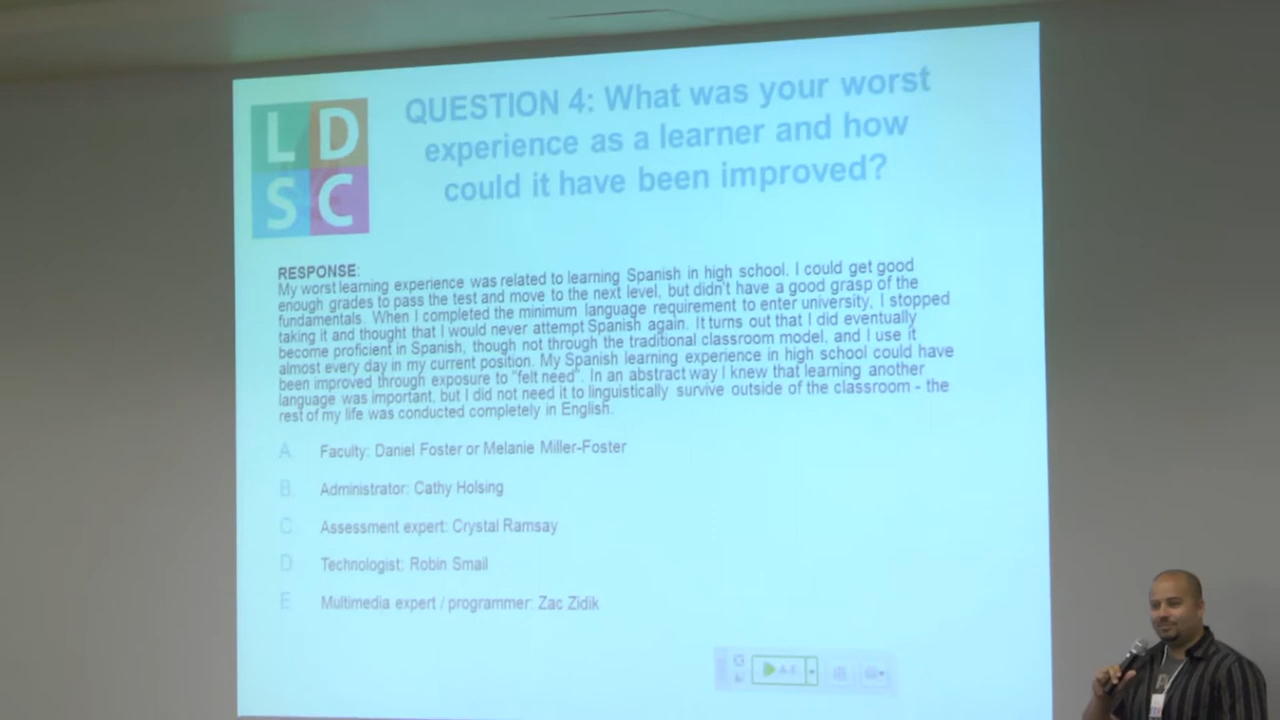 L D
S C
QUESTION 4: What was your worst
experience as a learner and how
could it have been improved?
RESPONSE:
My worst learning experience was related to learning Spanish in high school. I could get good
enough grades to pass the test and move to the next level, but didn't have a good grasp of the
fundamentals. When I completed the minimum language requirement to enter university, I stopped
taking it and thought that I would never attempt Spanish again. It turns out that I did eventually
become proficient in Spanish, though not through the traditional classroom model, and I use it
almost every day in my current position. My Spanish learning experience in high school could have
been improved through exposure to "felt need". In an abstract way I knew that learning another
language was important, but I did not need it to linguistically survive outside of the classroom - the
rest of my life was conducted completely in English.
A. Faculty: Daniel Foster or Melanie Miller-Foster
B. Administrator: Cathy Holsing
C. Assessment expert: Crystal Ramsay
D. Technologist: Robin Smail
E. Multimedia expert / programmer: Zac Zidik
A-E